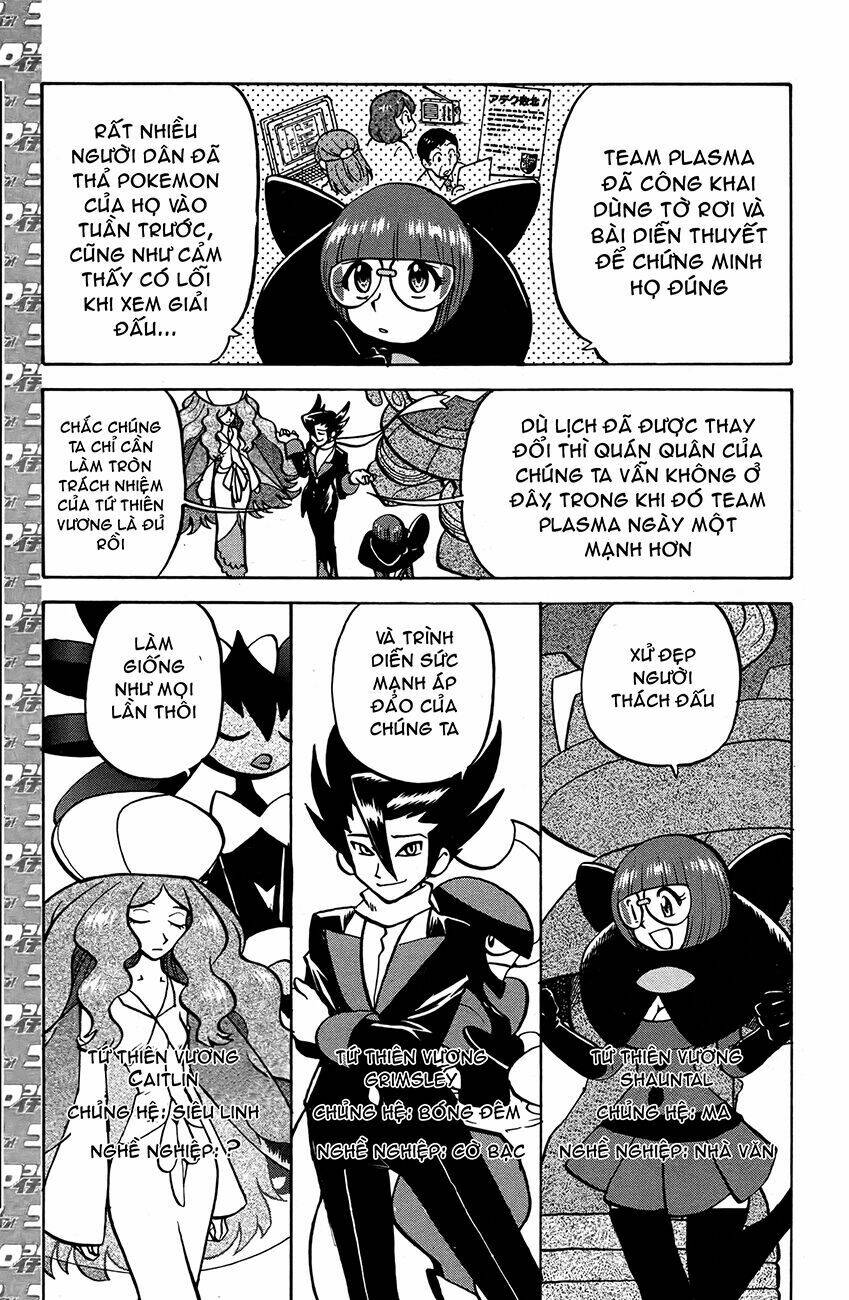 TEAM PLASMA
ĐÃ CÔNG KHAI
DÙNG TỜ RƠI VÀ
BÀI DIỄN THUYẾT
ĐỂ CHỨNG MINH
HỌ ĐÚNG
アデク敗北!
RẤT NHIỀU
NGƯỜI DÂN ĐÃ
THẢ POKEMON
CỦA HỌ VÀO
TUẦN TRƯỚC,
CŨNG NHƯ CẢM
THẤY CÓ LỖI
KHI XEM GIẢI
ĐẤU...
DÙ LỊCH ĐÃ ĐƯỢC THAY
ĐỔI THÌ QUÁN QUÂN CỦA
CHÚNG TA VẪN KHÔNG Ở
ĐÂY, TRONG KHI ĐÓ TEAM
PLASMA NGÀY MỘT
MẠNH HƠN
CHẮC CHÚNG
TA CHỈ CẦN
LÀM TRÒN
TRÁCH NHIỆM
CỦA TỨ THIÊN
VƯƠNG LÀ ĐỦ
RỒI
XỬ ĐẸP
NGƯỜI
THÁCH ĐẤU
VÀ TRÌNH
DIỄN SỨC
MẠNH ÁP
ĐẢO CỦA
CHÚNG TA
LÀM
GIỐNG
NHƯ MỌI
LẦN THÔI
TỨ THIÊN VƯƠNG
SHAUNTAL
CHỦNG HỆ: MA
NGHỀ NGHIỆP: NHÀ VĂN
TỨ THIÊN VƯƠNG
GRIMSLEY
CHỦNG HỆ: BÓNG ĐÊM
NGHỀ NGHIỆP: CỜ BẠC
TỨ THIÊN VƯƠNG
CAITLIN
CHỦNG HỆ: SIÊU LINH
NGHỀ NGHIỆP: ?